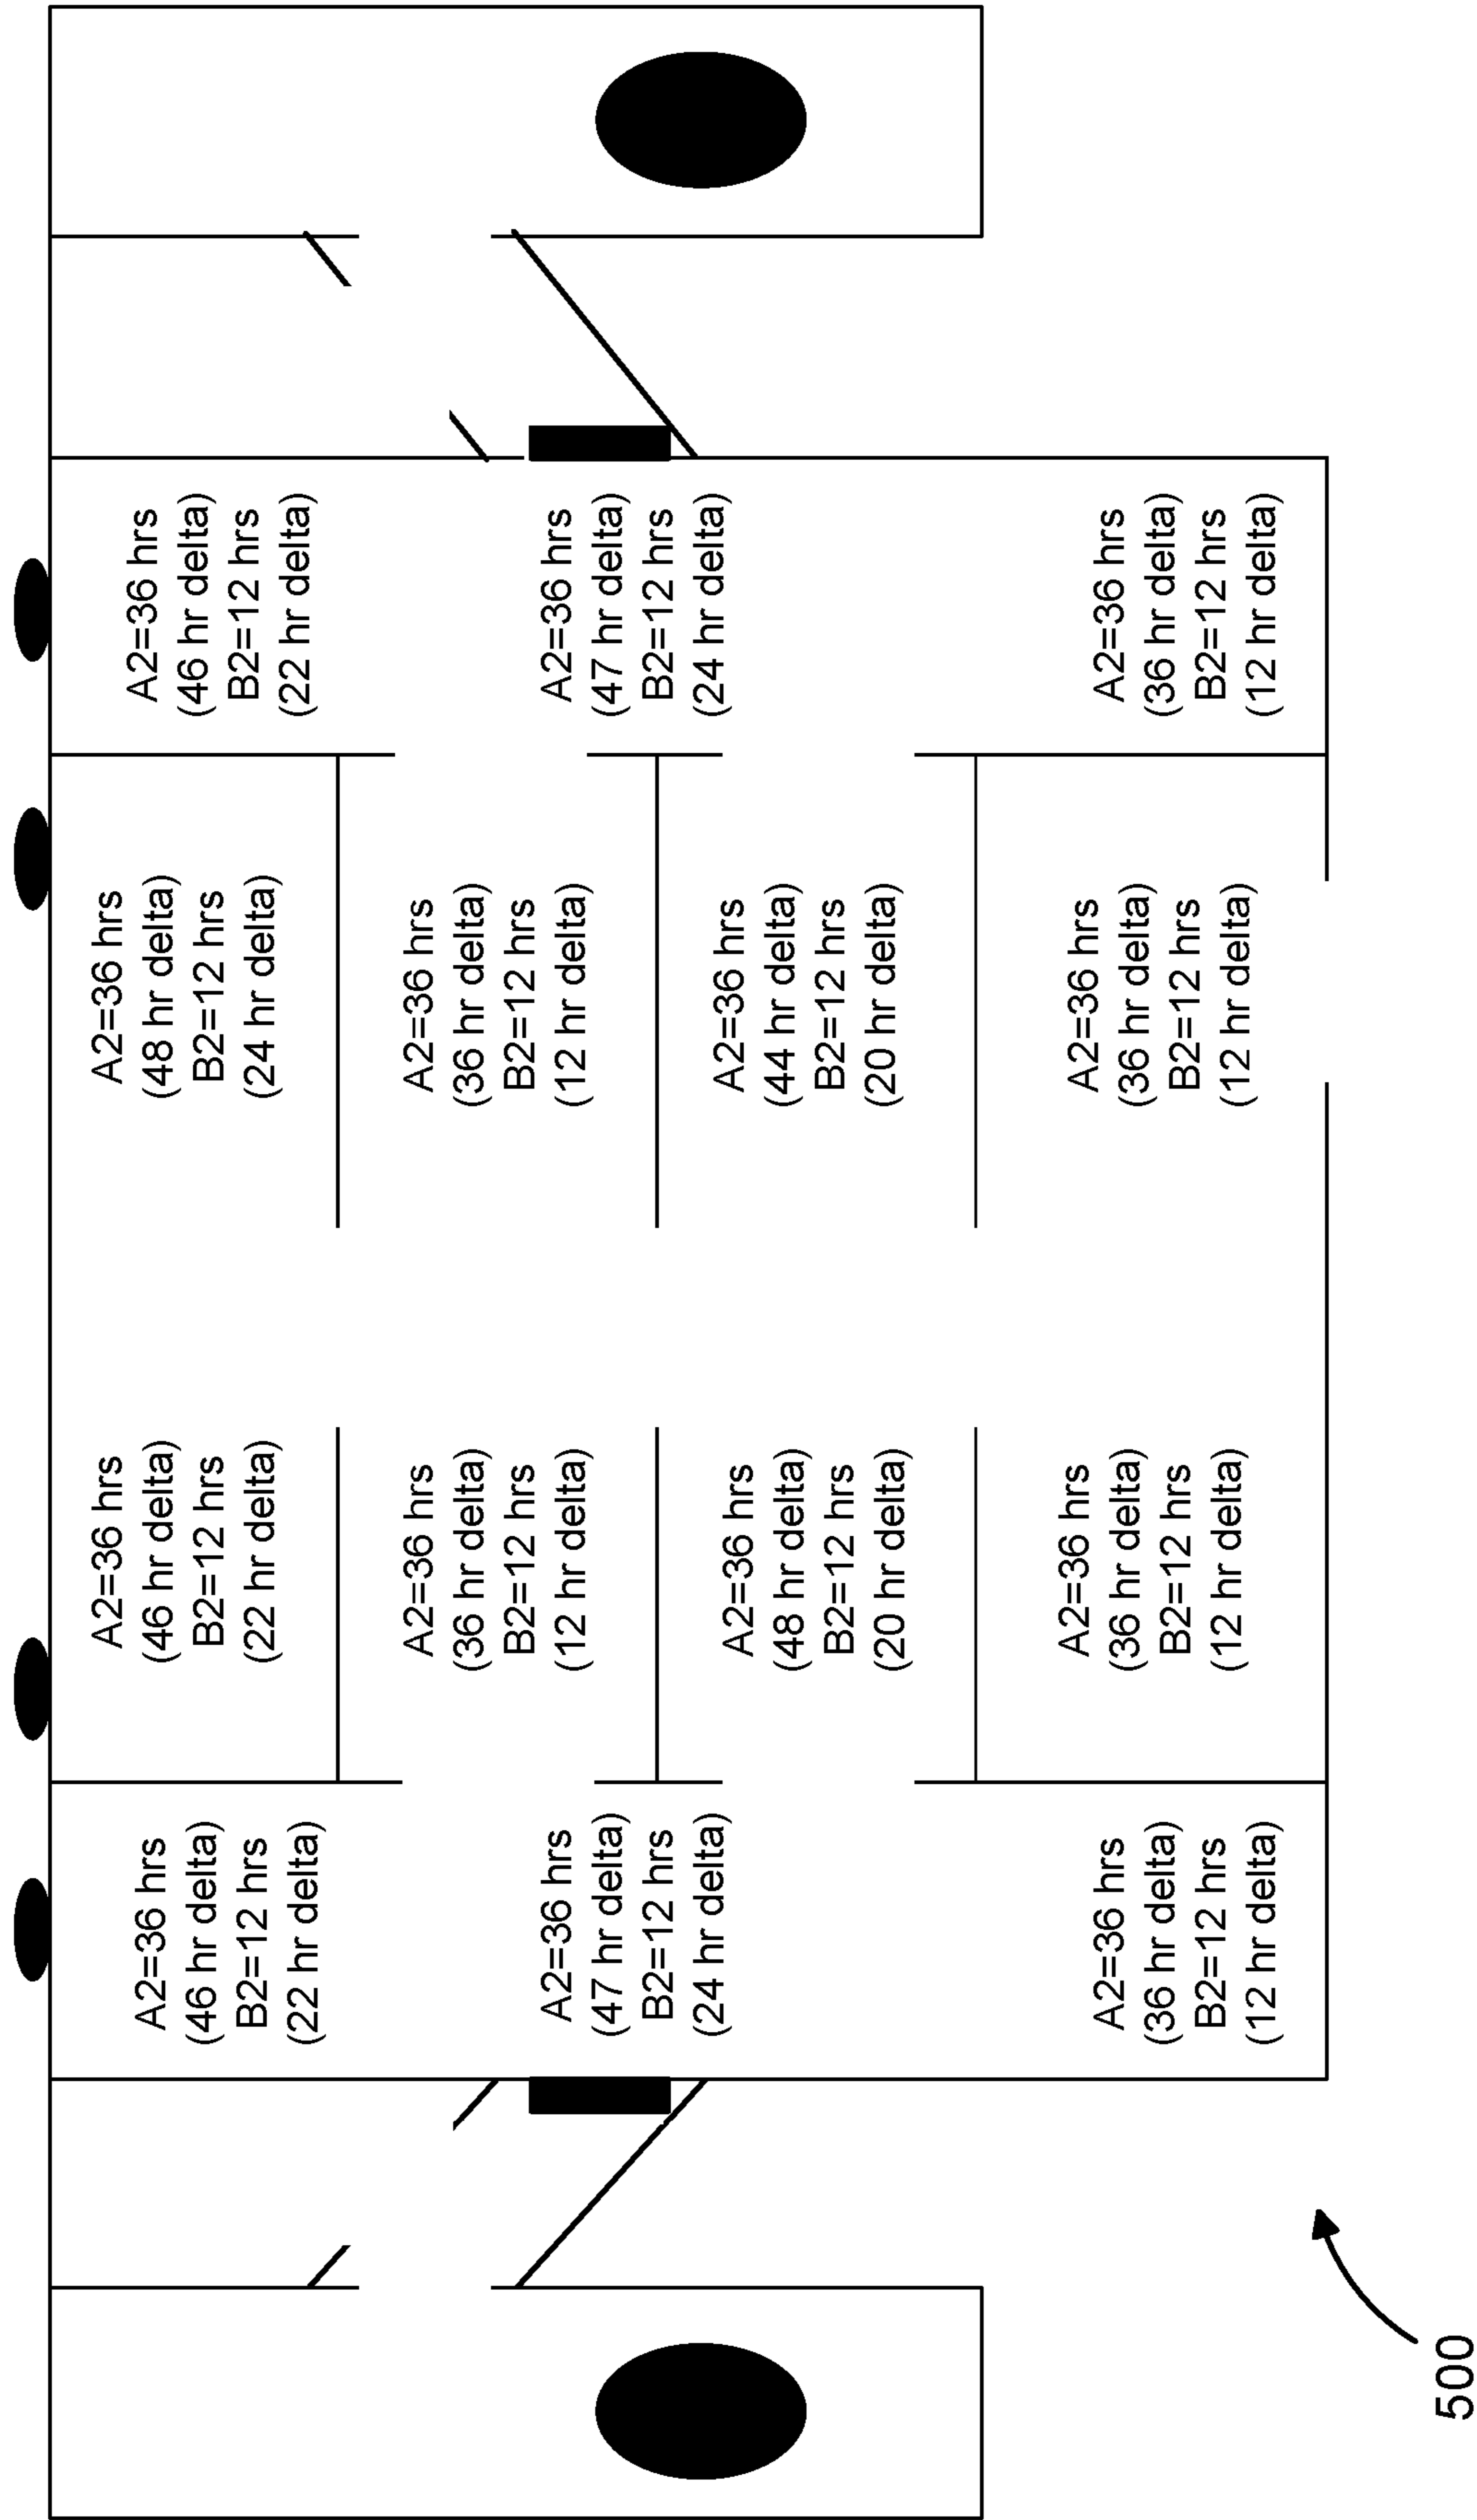 A2=36 hrs
(46 hr delta)
B2=12 hrs
(22 hr delta)
A2=36 hrs
(46 hr delta)
B2=12 hrs
(22 hr delta)
A2=36 hrs
(48 hr delta)
B2=12 hrs
(24 hr delta)
A2=36 hrs
(46 hr delta)
B2=12 hrs
(22 hr delta)
A2=36 hrs
(47 hr delta)
B2=12 hrs
(24 hr delta)
A2=36 hrs
(36 hr delta)
B2=12 hrs
(12 hr delta)
A2=36 hrs
(36 hr delta)
B2=12 hrs
(12 hr delta)
A2=36 hrs
(47 hr delta)
B2=12 hrs
(24 hr delta)
A2=36 hrs
(48 hr delta)
B2=12 hrs
(20 hr delta)
A2=36 hrs
(44 hr delta)
B2=12 hrs
(20 hr delta)
A2=36 hrs
(36 hr delta)
B2=12 hrs
(12 hr delta)
A2=36 hrs
(36 hr delta)
B2=12 hrs
(12 hr delta)
A2=36 hrs
(36 hr delta)
B2=12 hrs
(12 hr delta)
A2=36 hrs
(36 hr delta)
B2=12 hrs
(12 hr delta)
500